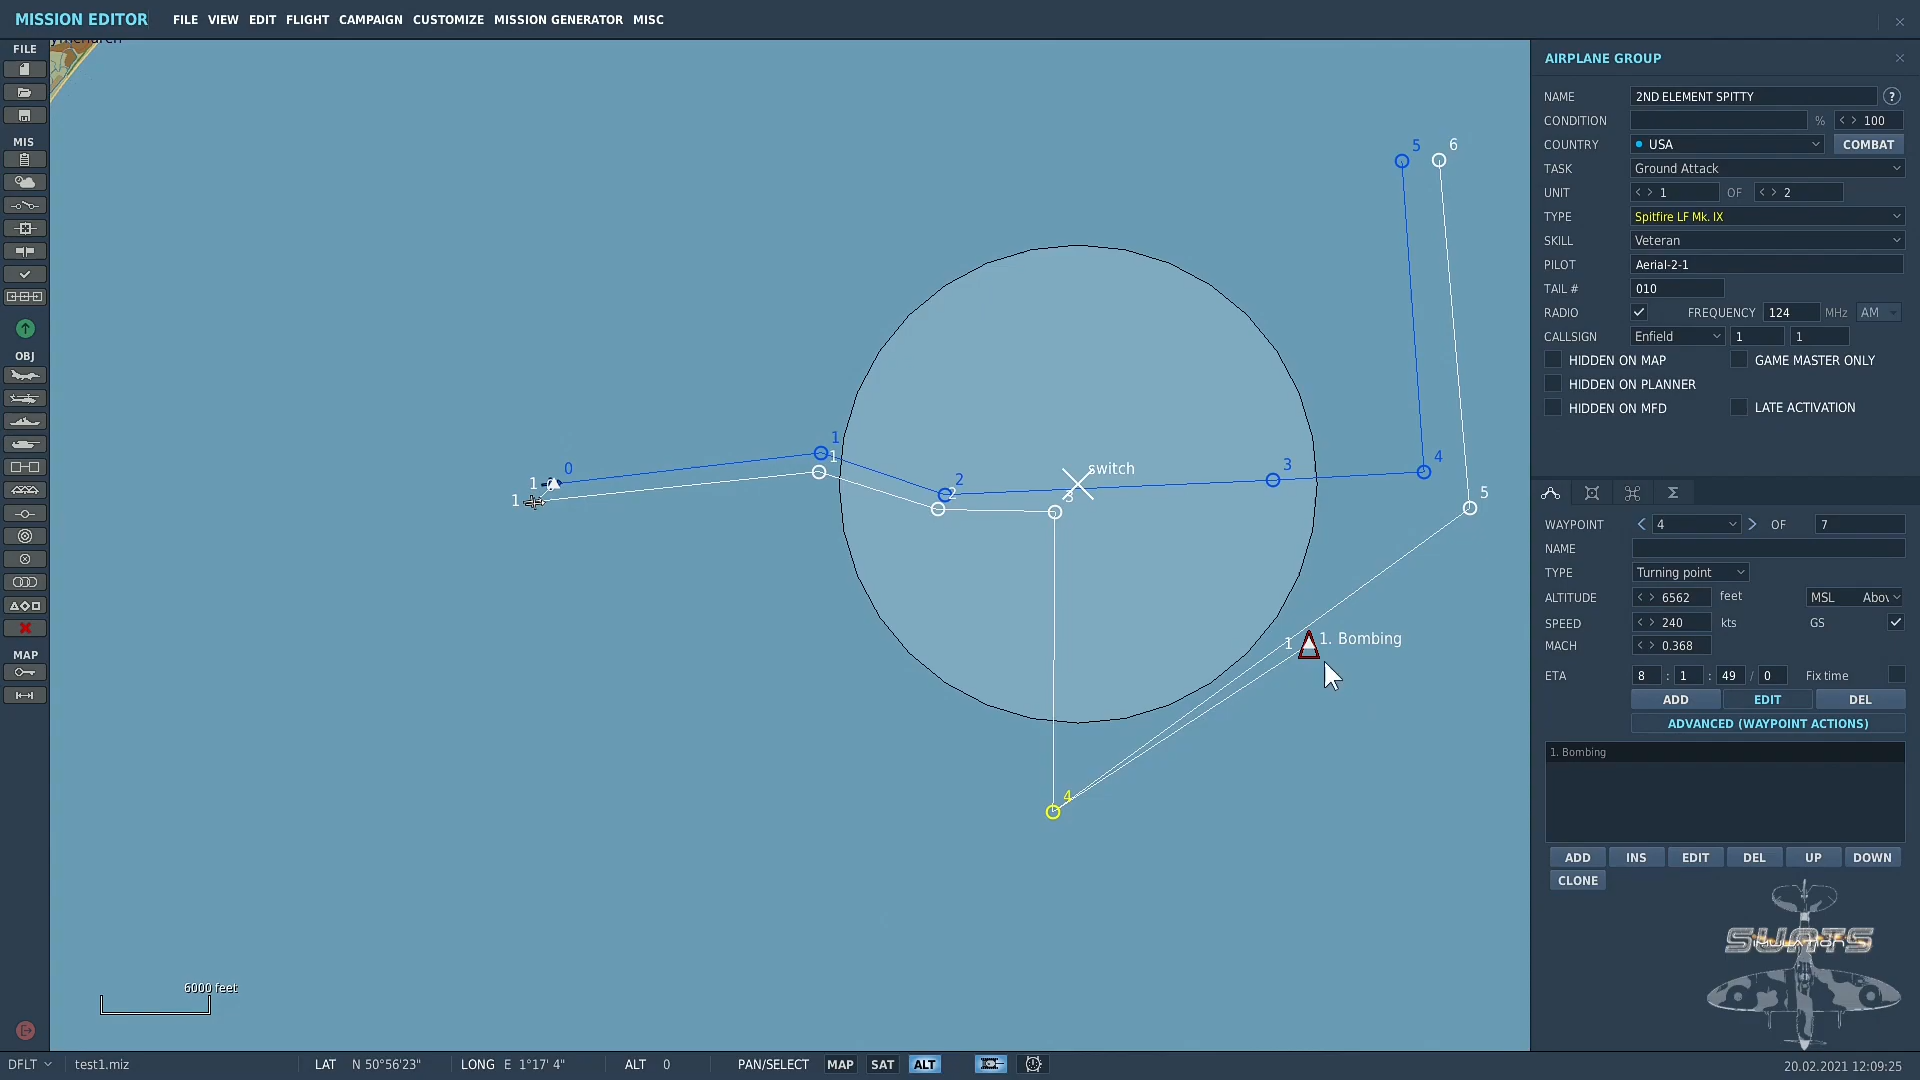 MISSION EDITOR FILE VIEW EDIT FLIGHT CAMPAIGN CUSTOMIZE MISSION GENERATOR MISC
FILE
MIS
OBJ
MAP
5
6
1
1
0
1
1
2
2
switch
3
3
4
5
1
1. Bombing
4
6000 feet
AIRPLANE GROUP
NAME 2ND ELEMENT SPITTY ?
CONDITION % < > 100
COUNTRY USA COMBAT
TASK Ground Attack
UNIT < > 1 OF < > 2
TYPE Spitfire LF Mk. IX
SKILL Veteran
PILOT Aerial-2-1
TAIL # 010
RADIO FREQUENCY 124 MHz AM
CALLSIGN Enfield 1 1
HIDDEN ON MAP GAME MASTER ONLY
HIDDEN ON PLANNER
HIDDEN ON MFD LATE ACTIVATION
WAYPOINT < 4 > OF 7
NAME
TYPE Turning point
ALTITUDE < > 6562 feet MSL Abov
SPEED < > 240 kts GS
MACH < > 0.368
ETA 8 : 1 : 49 / 0 Fix time
ADD EDIT DEL
ADVANCED (WAYPOINT ACTIONS)
1. Bombing
ADD INS EDIT DEL UP DOWN
CLONE
DFLT test1.miz LAT N 50°56'23" LONG E 1°17' 4" ALT 0 PAN/SELECT MAP SAT ALT 20.02.2021 12:09:25